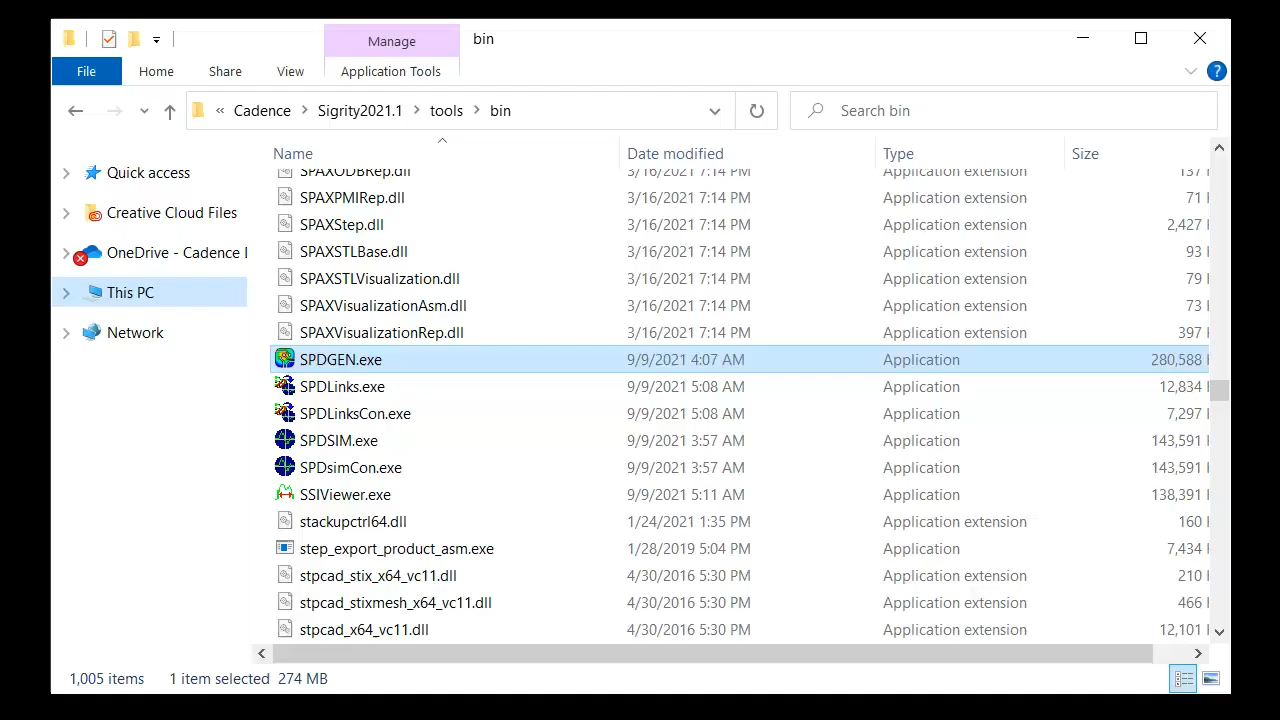 Manage
bin
File
Home
Share
View
Application Tools
« Cadence > Sigrity2021.1 > tools > bin
Search bin
Name Date modified Type Size
Quick access
Creative Cloud Files
OneDrive - Cadence
This PC
Network
SPAXODBRep.dll 3/16/2021 7:14 PM Application extension 137
SPAXPMIRep.dll 3/16/2021 7:14 PM Application extension 71
SPAXStep.dll 3/16/2021 7:14 PM Application extension 2,427
SPAXSTLBase.dll 3/16/2021 7:14 PM Application extension 93
SPAXSTLVisualization.dll 3/16/2021 7:14 PM Application extension 79
SPAXVisualizationAsm.dll 3/16/2021 7:14 PM Application extension 73
SPAXVisualizationRep.dll 3/16/2021 7:14 PM Application extension 397
SPDGEN.exe 9/9/2021 4:07 AM Application 280,588
SPDLinks.exe 9/9/2021 5:08 AM Application 12,834
SPDLinksCon.exe 9/9/2021 5:08 AM Application 7,297
SPDSIM.exe 9/9/2021 3:57 AM Application 143,591
SPDsimCon.exe 9/9/2021 3:57 AM Application 143,591
SSIViewer.exe 9/9/2021 5:11 AM Application 138,391
stackupctrl64.dll 1/24/2021 1:35 PM Application extension 160
step_export_product_asm.exe 1/28/2019 5:04 PM Application 7,434
stpcad_stix_x64_vc11.dll 4/30/2016 5:30 PM Application extension 210
stpcad_stixmesh_x64_vc11.dll 4/30/2016 5:30 PM Application extension 466
stpcad_x64_vc11.dll 4/30/2016 5:30 PM Application extension 12,101
1,005 items 1 item selected 274 MB